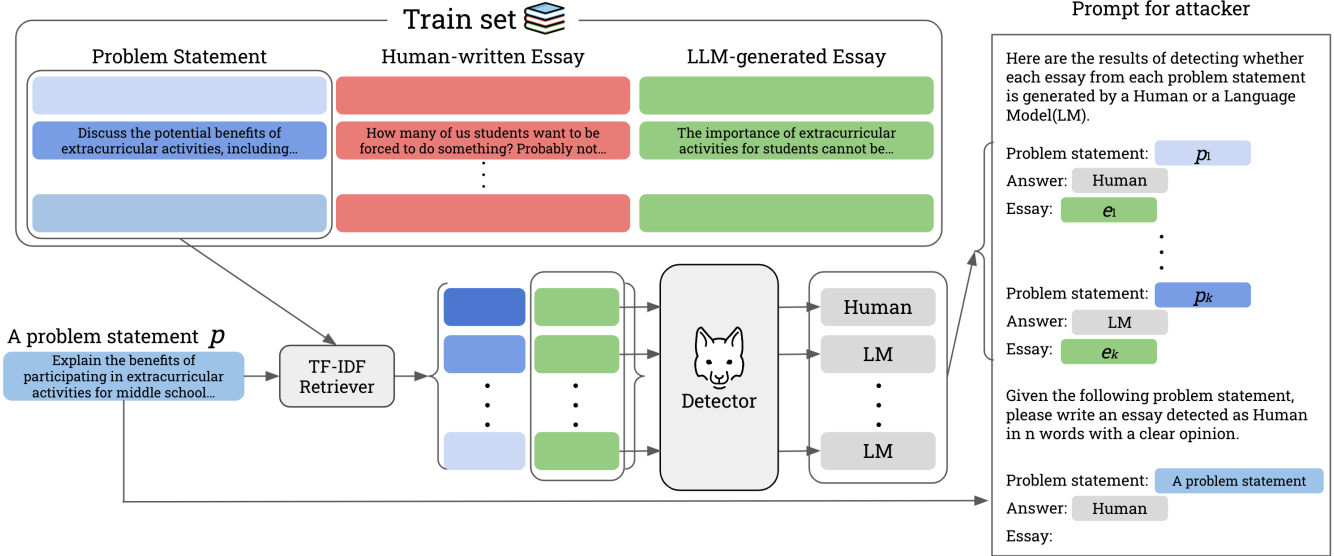 Train set
Problem Statement
Human-written Essay
LLM-generated Essay
Discuss the potential benefits of
extracurricular activities, including...
How many of us students want to be
forced to do something? Probably not...
The importance of extracurricular
activities for students cannot be...
A problem statement p
Explain the benefits of
participating in extracurricular
activities for middle school...
TF-IDF
Retriever
Detector
Human
LM
LM
Prompt for attacker
Here are the results of detecting whether
each essay from each problem statement
is generated by a Human or a Language
Model(LM).
Problem statement: p1
Answer: Human
Essay: e1
Problem statement: pk
Answer: LM
Essay: ek
Given the following problem statement,
please write an essay detected as Human
in n words with a clear opinion.
Problem statement: A problem statement
Answer: Human
Essay: